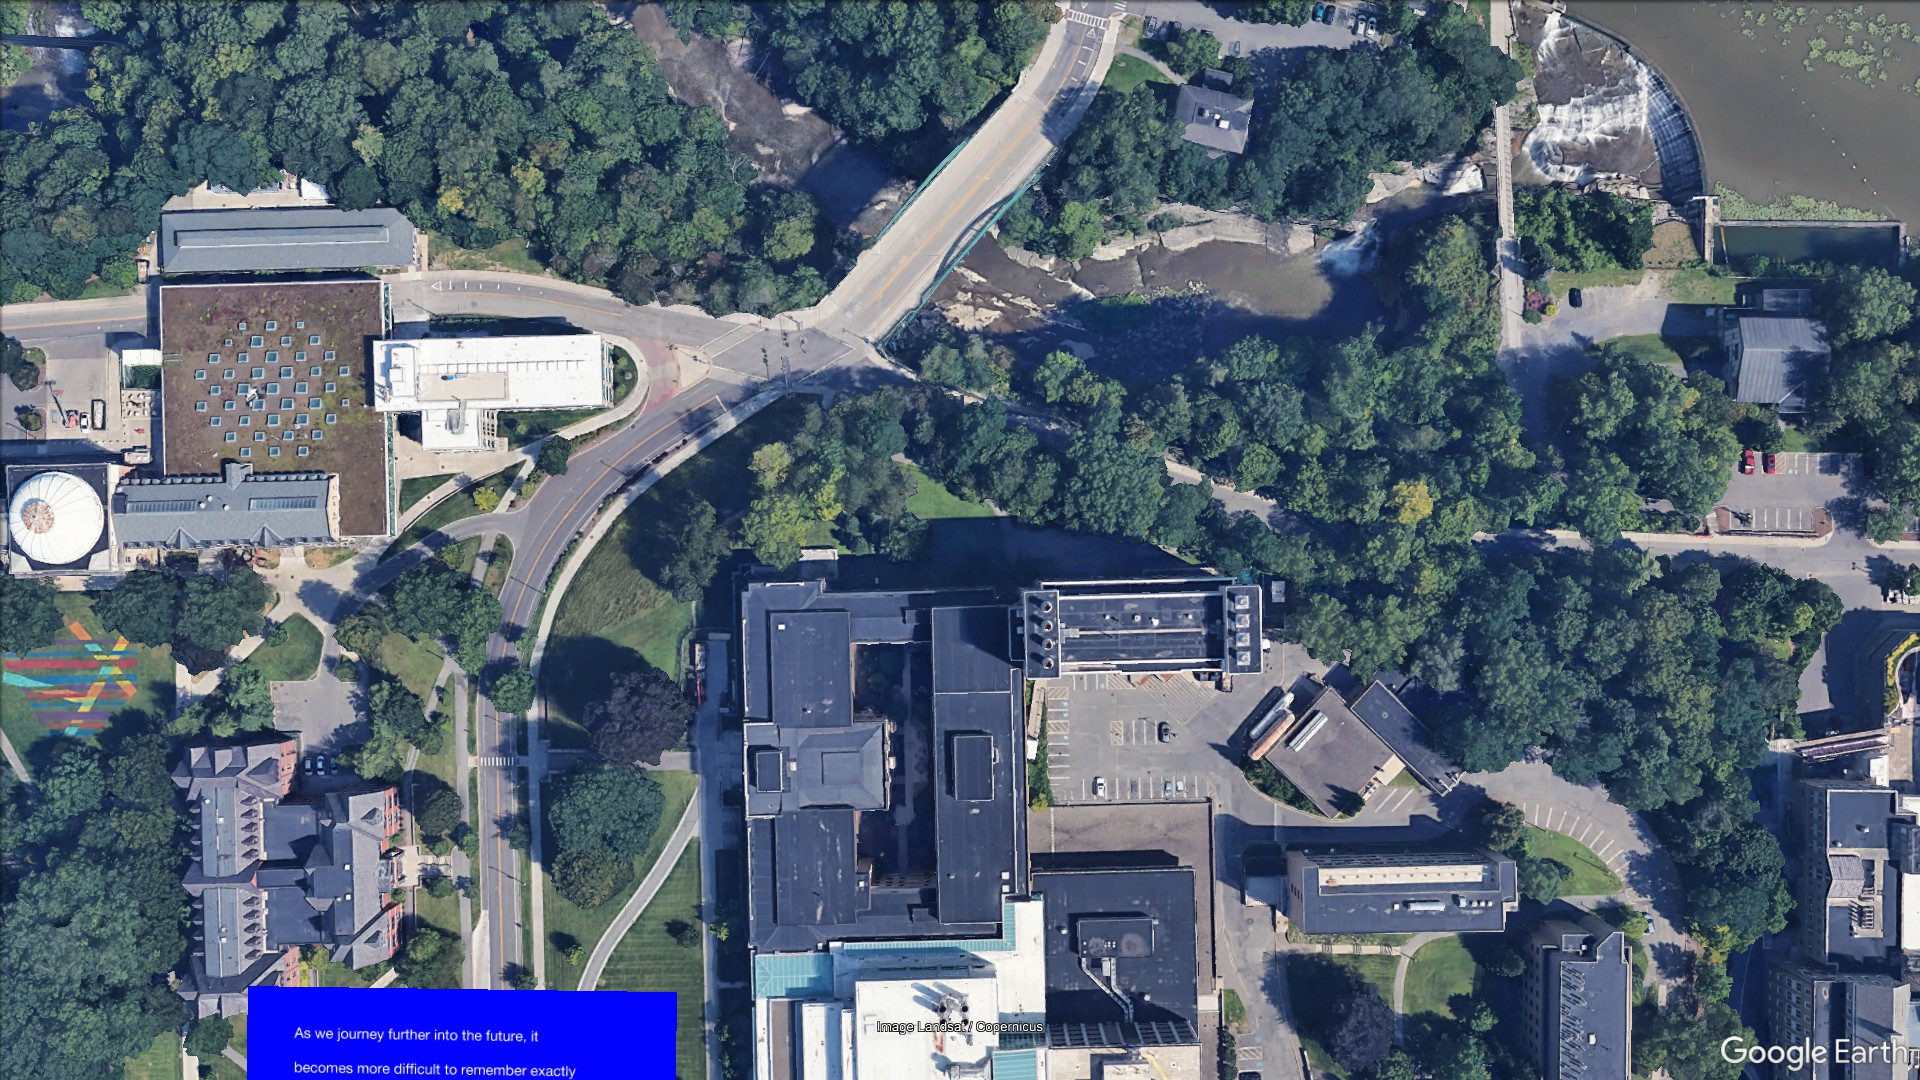 As we journey further into the future, it
becomes more difficult to remember exactly
Image Landsat / Copernicus
Google Earth